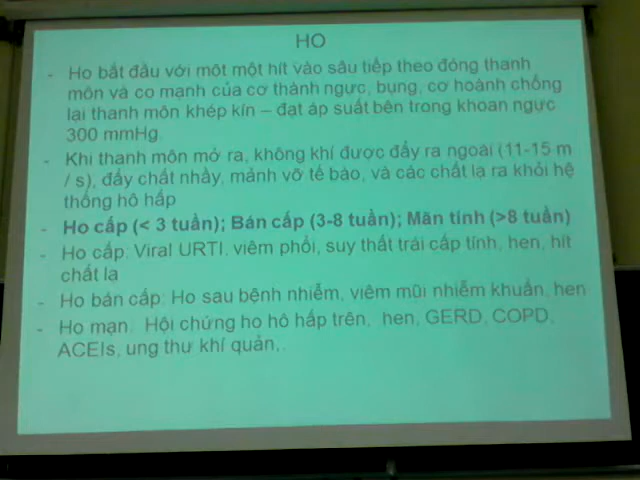 HO
- Ho bắt đầu với một một hít vào sâu tiếp theo đóng thanh
môn và co mạnh của cơ thành ngực, bụng, cơ hoành chống
lại thanh môn khép kín – đạt áp suất bên trong khoan ngực
300 mmHg.
- Khi thanh môn mở ra, không khí được đẩy ra ngoài (11-15 m
/ s), đẩy chất nhầy, mảnh vỡ tế bào, và các chất lạ ra khỏi hệ
thống hô hấp
- Ho cấp (< 3 tuần); Bán cấp (3-8 tuần); Mãn tính (>8 tuần)
- Ho cấp: Viral URTI, viêm phổi, suy thất trái cấp tính, hen, hít
chất lạ
- Ho bán cấp: Ho sau bệnh nhiễm, viêm mũi nhiễm khuẩn, hen
- Ho mạn: Hội chứng ho hô hấp trên, hen, GERD, COPD,
ACEIs, ung thư khí quản,.